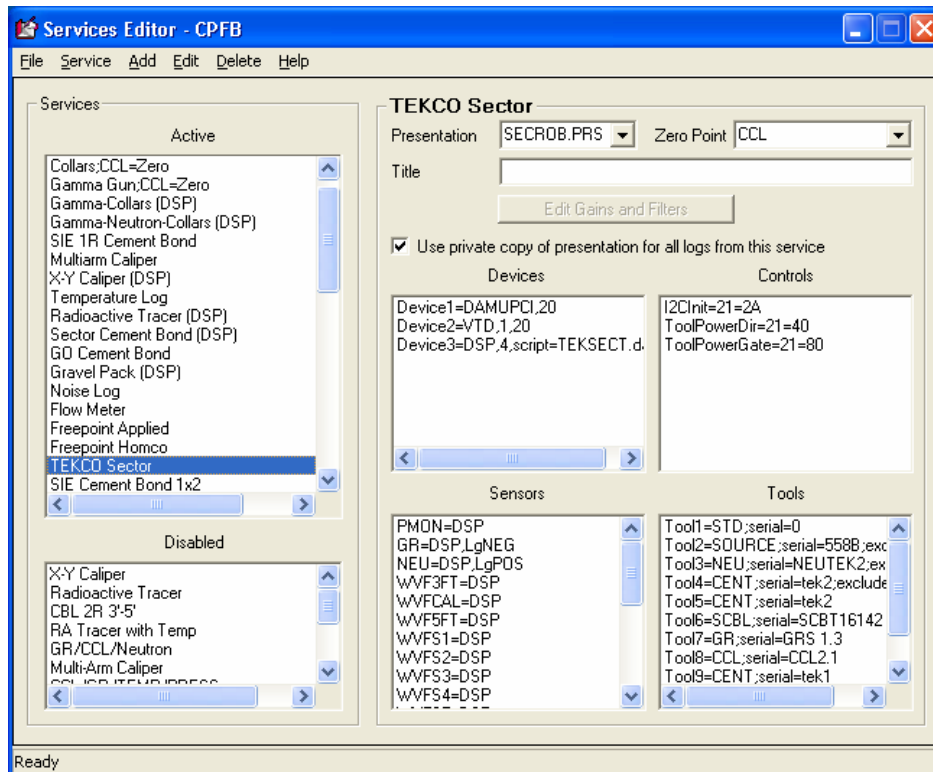 Services Editor - CPFB
File Service Add Edit Delete Help
Services
Active
Collars;CCL=Zero
Gamma Gun;CCL=Zero
Gamma-Collars (DSP)
Gamma-Neutron-Collars (DSP)
SIE 1R Cement Bond
Multiarm Caliper
X-Y Caliper (DSP)
Temperature Log
Radioactive Tracer (DSP)
Sector Cement Bond (DSP)
GO Cement Bond
Gravel Pack (DSP)
Noise Log
Flow Meter
Freepoint Applied
Freepoint Homco
TEKCO Sector
SIE Cement Bond 1x2
Disabled
X-Y Caliper
Radioactive Tracer
CBL 2R 3'-5'
RA Tracer with Temp
GR/CCL/Neutron
Multi-Arm Caliper
CCL/GR/TEMP/PRESS
TEKCO Sector
Presentation SECROB.PRS Zero Point CCL
Title
Edit Gains and Filters
Use private copy of presentation for all logs from this service
Devices
Device1=DAMUPCI,20
Device2=VTD,1,20
Device3=DSP,4,script=TEKSECT.d
Controls
I2CInit=21=2A
ToolPowerDir=21=40
ToolPowerGate=21=80
Sensors
PMON=DSP
GR=DSP,LgNEG
NEU=DSP,LgPOS
WVF3FT=DSP
WVFCAL=DSP
WVF5FT=DSP
WVFS1=DSP
WVFS2=DSP
WVFS3=DSP
WVFS4=DSP
Tools
Tool1=STD;serial=0
Tool2=SOURCE;serial=558B;exc
Tool3=NEU;serial=NEUTEK2;ex
Tool4=CENT;serial=tek2;exclude
Tool5=CENT;serial=tek2
Tool6=SCBL;serial=SCBT16142
Tool7=GR;serial=GRS 1.3
Tool8=CCL;serial=CCL2.1
Tool9=CENT;serial=tek1
Ready